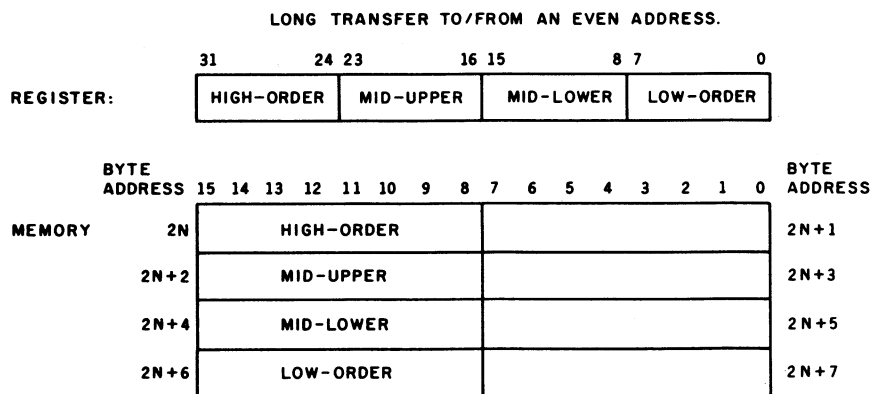 LONG TRANSFER TO/FROM AN EVEN ADDRESS.
31 24 23 16 15 8 7 0
REGISTER: HIGH-ORDER MID-UPPER MID-LOWER LOW-ORDER
BYTE BYTE
ADDRESS 15 14 13 12 11 10 9 8 7 6 5 4 3 2 1 0 ADDRESS
MEMORY 2N HIGH-ORDER 2N+1
2N+2 MID-UPPER 2N+3
2N+4 MID-LOWER 2N+5
2N+6 LOW-ORDER 2N+7